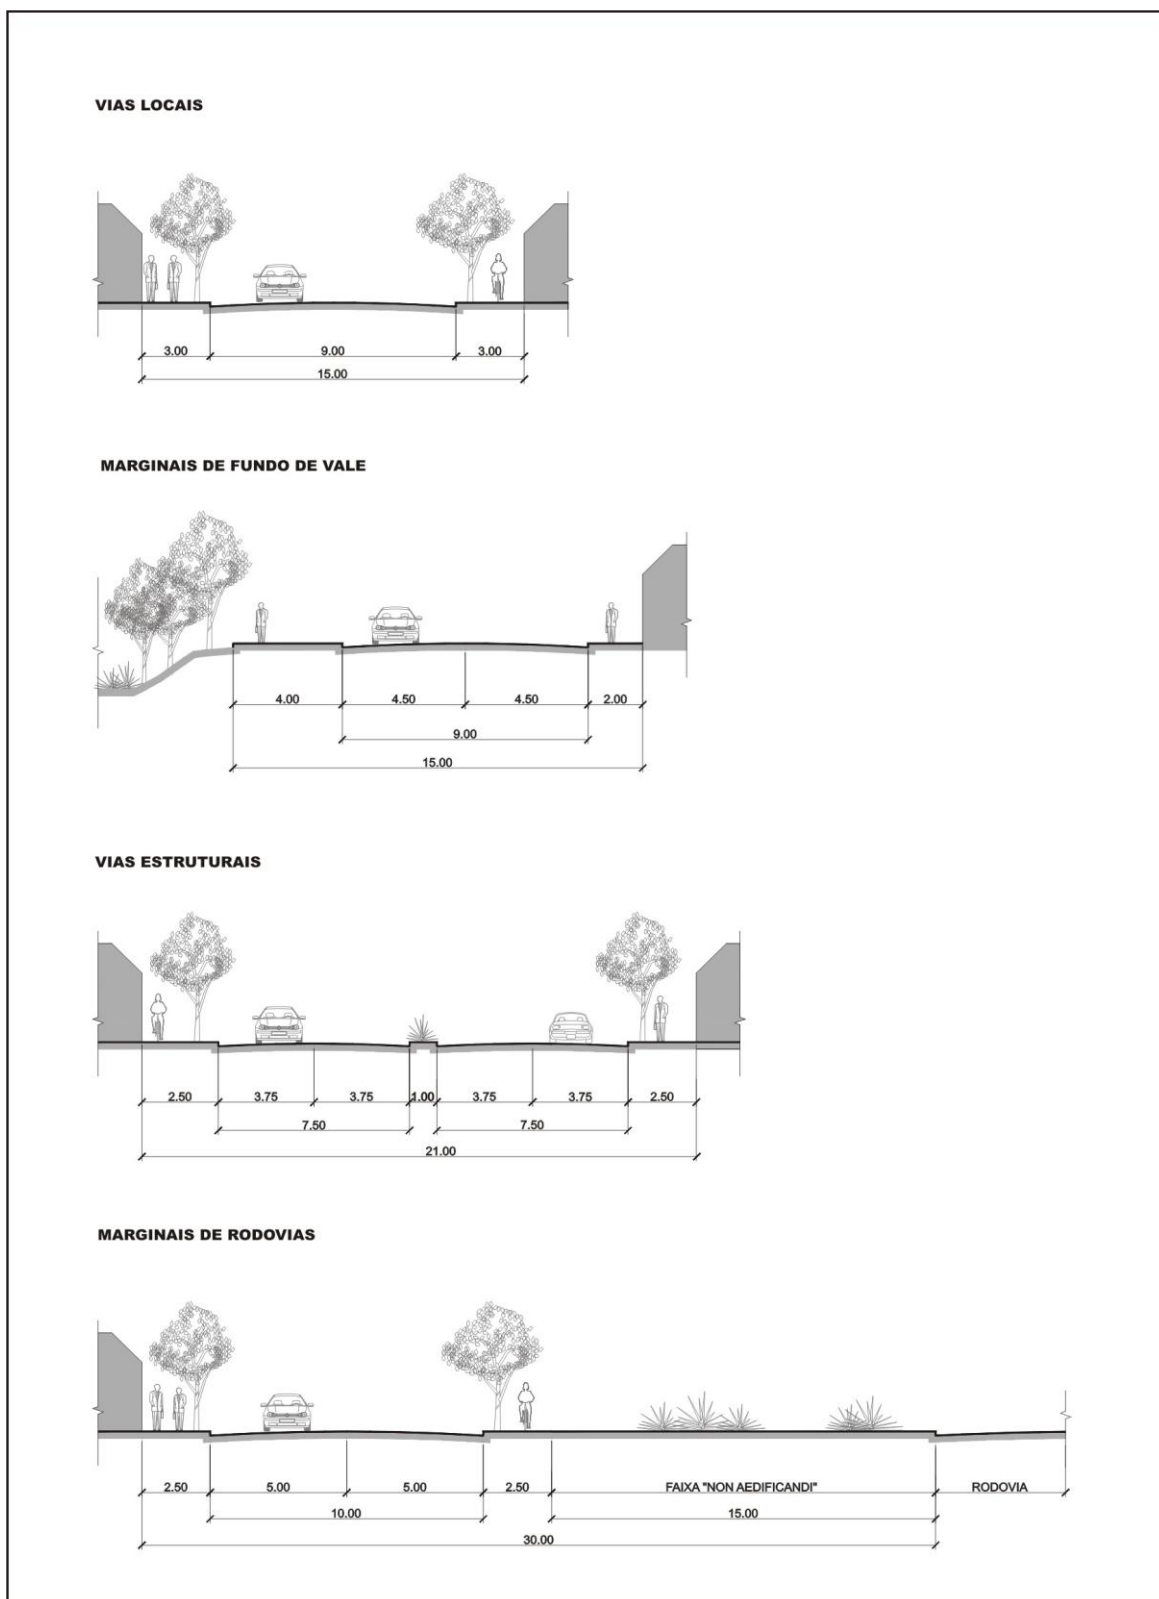 VIAS LOCAIS
3.00 9.00 3.00
15.00
MARGINAIS DE FUNDO DE VALE
4.00 4.50 4.50 2.00
9.00
15.00
VIAS ESTRUTURAIS
2.50 3.75 3.75 1.00 3.75 3.75 2.50
7.50 7.50
21.00
MARGINAIS DE RODOVIAS
2.50 5.00 5.00 2.50 FAIXA "NON AEDIFICANDI" RODOVIA
10.00 15.00
30.00